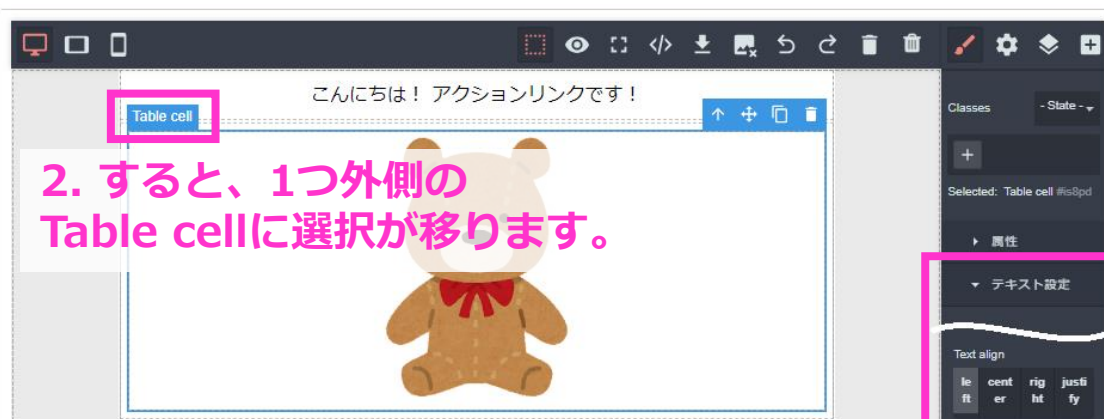 こんにちは！ アクションリンクです！
Table cell
2. すると、1つ外側の
Table cellに選択が移ります。
Classes
- State -
Selected: Table cell #is8pd
属性
テキスト設定
Text align
le
ft
cent
er
rig
ht
justi
fy